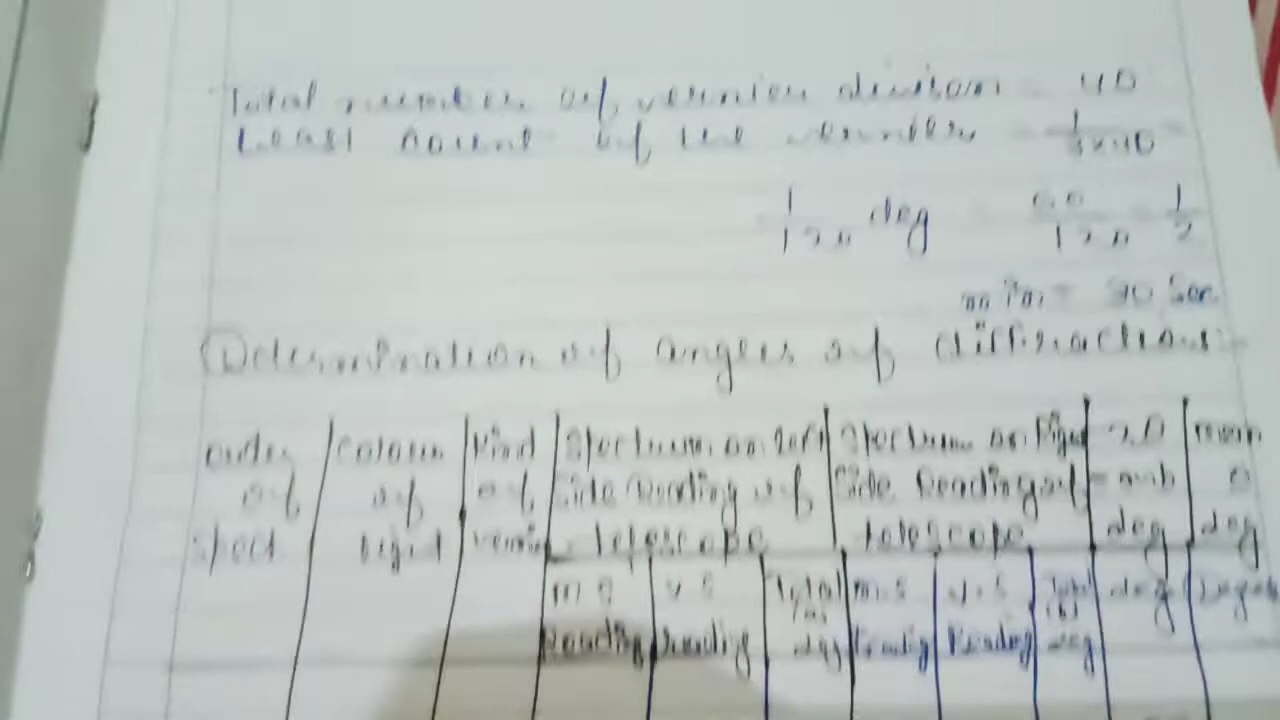 Total number of vernier division = 40
Least count of the vernier = 1/3×40
1/120 deg = 60/120 = 1/2
min = 30 Sec
Determination of angles of diffraction :-
order of spect | colour of light | Kind of vernier | Spectrum on left Side Reading of telescope | Spectrum on Right Side Reading of telescope | 2θ = a~b deg | mean θ deg
M.S Reading | V.S Reading | Total (a) deg | M.S Reading | V.S Reading | Total (b) deg | deg | Degree